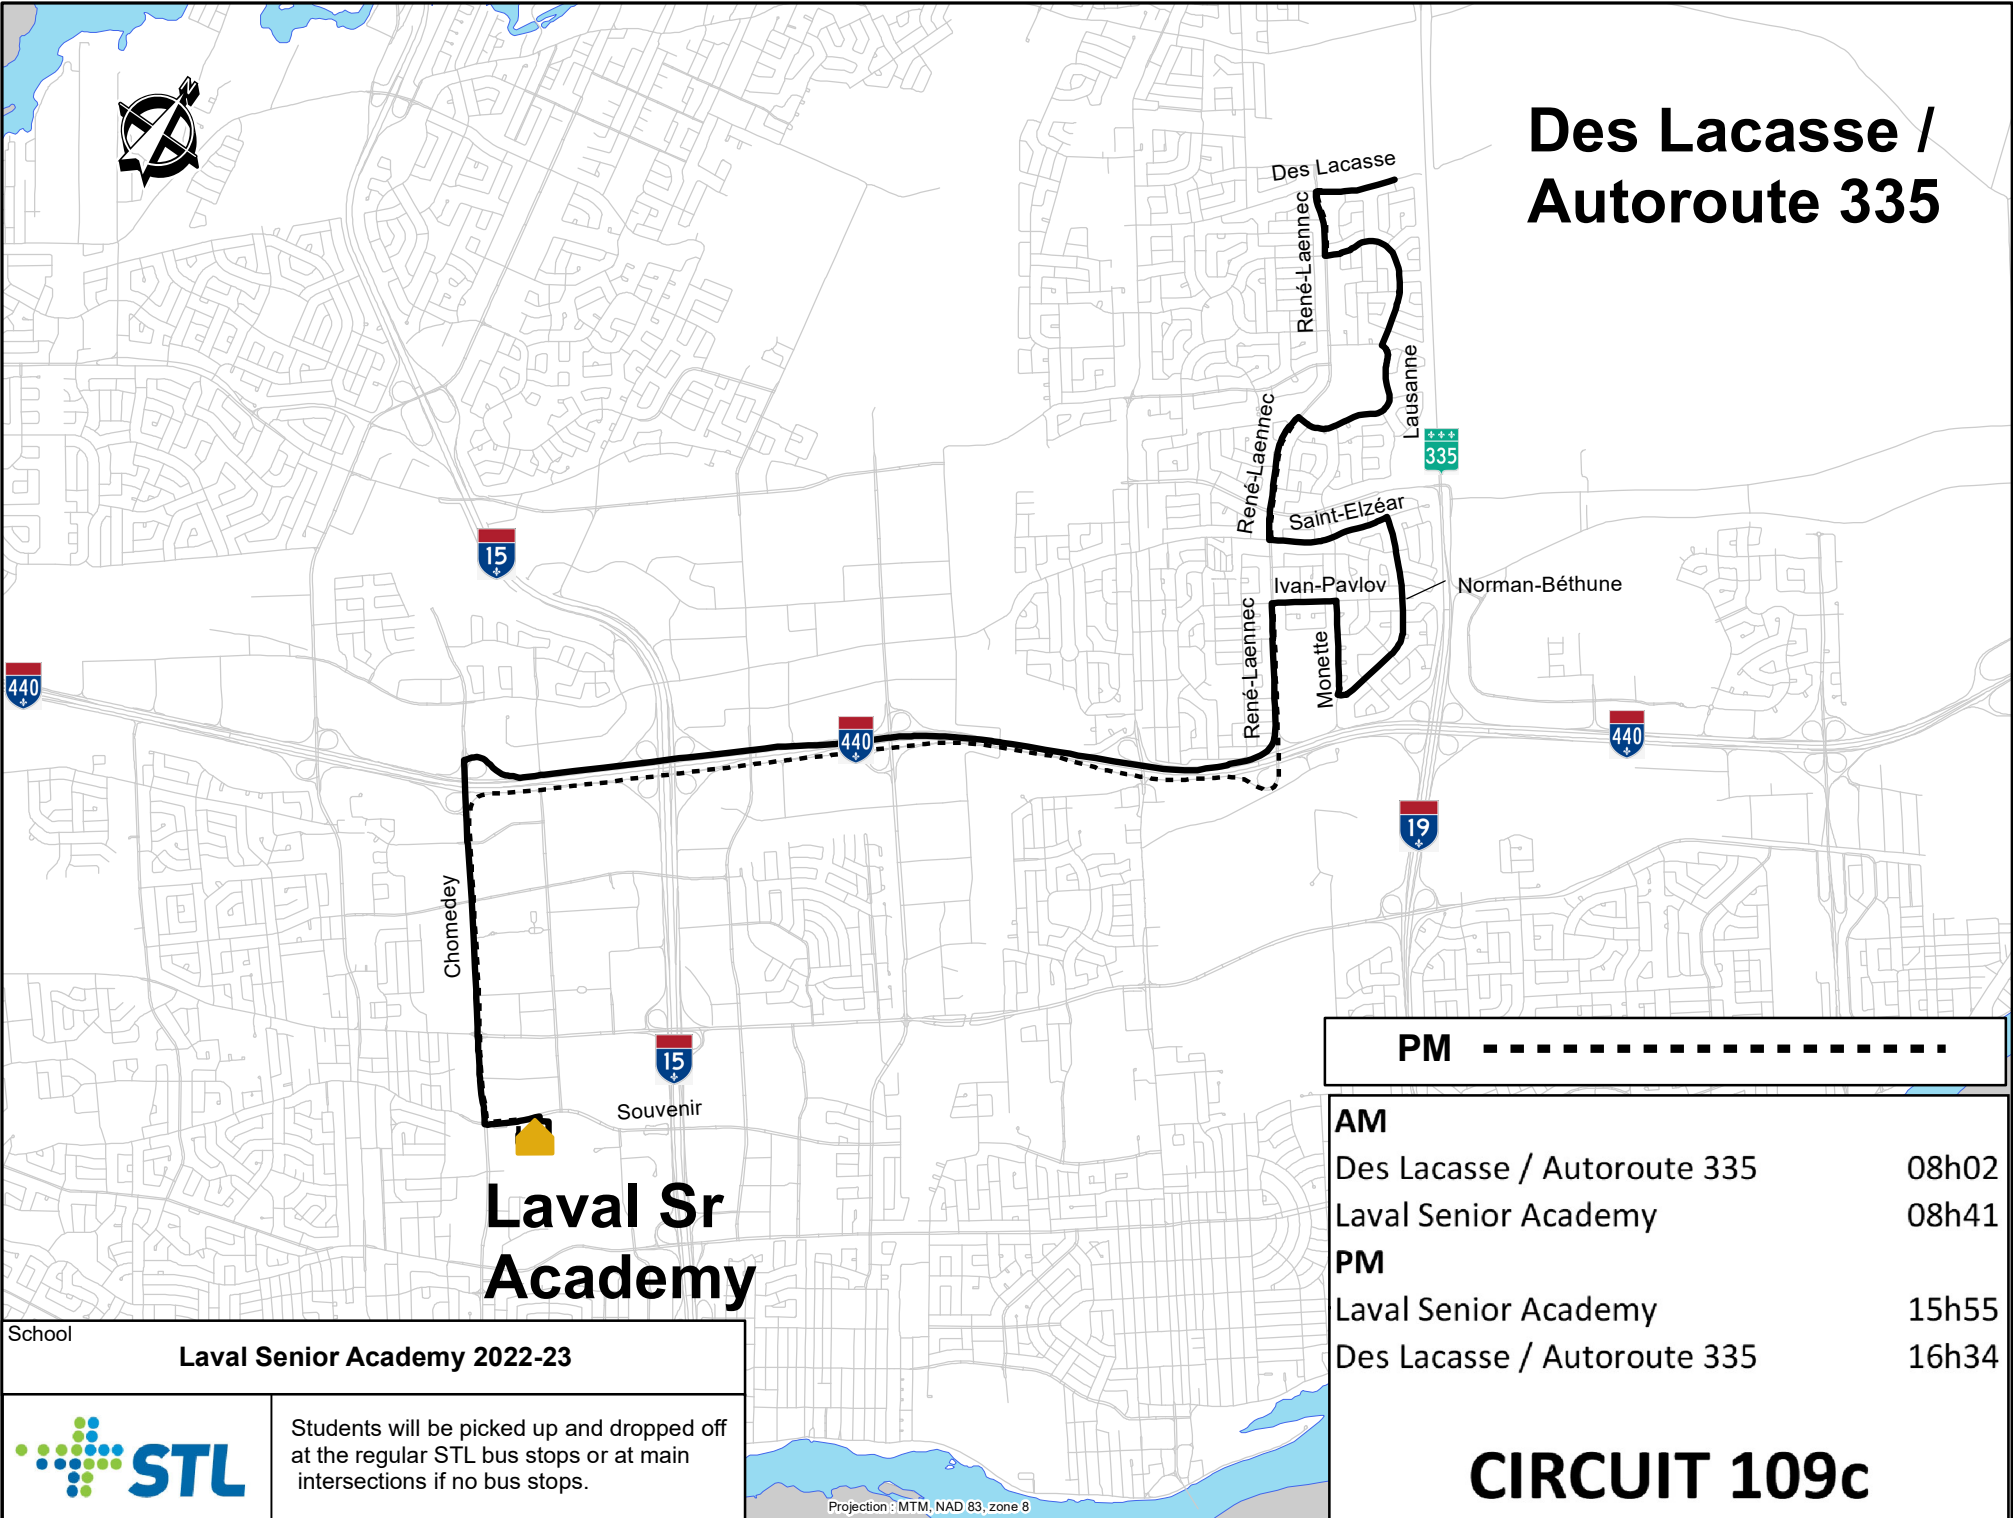 N
Des Lacasse /
Autoroute 335
Des Lacasse
René-Laennec
Lausanne
René-Laennec
335
Saint-Elzéar
15
Ivan-Pavlov
Norman-Béthune
René-Laennec
Monette
440
440
440
19
Chomedey
15
Souvenir
Laval Sr
Academy
PM
AM
Des Lacasse / Autoroute 335 08h02
Laval Senior Academy 08h41
PM
Laval Senior Academy 15h55
Des Lacasse / Autoroute 335 16h34
CIRCUIT 109c
School
Laval Senior Academy 2022-23
STL
Students will be picked up and dropped off
at the regular STL bus stops or at main
intersections if no bus stops.
Projection : MTM, NAD 83, zone 8